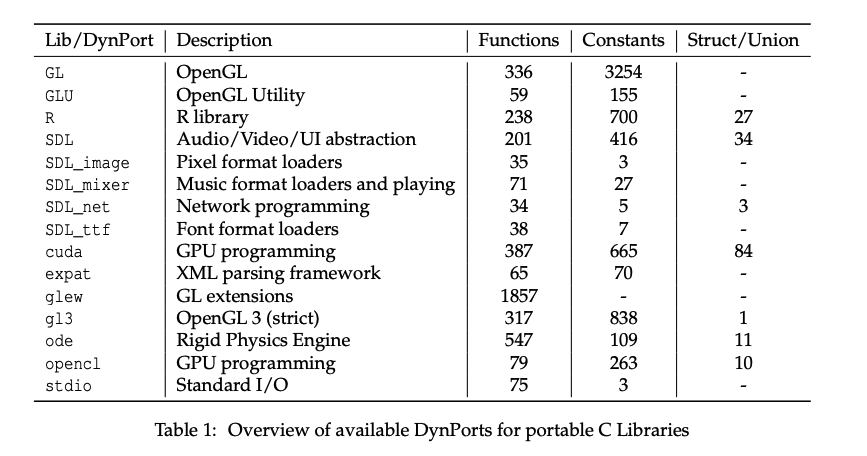 Lib/DynPort Description Functions Constants Struct/Union
GL OpenGL 336 3254 -
GLU OpenGL Utility 59 155 -
R R library 238 700 27
SDL Audio/Video/UI abstraction 201 416 34
SDL_image Pixel format loaders 35 3 -
SDL_mixer Music format loaders and playing 71 27 -
SDL_net Network programming 34 5 3
SDL_ttf Font format loaders 38 7 -
cuda GPU programming 387 665 84
expat XML parsing framework 65 70 -
glew GL extensions 1857 - -
gl3 OpenGL 3 (strict) 317 838 1
ode Rigid Physics Engine 547 109 11
opencl GPU programming 79 263 10
stdio Standard I/O 75 3 -
Table 1: Overview of available DynPorts for portable C Libraries